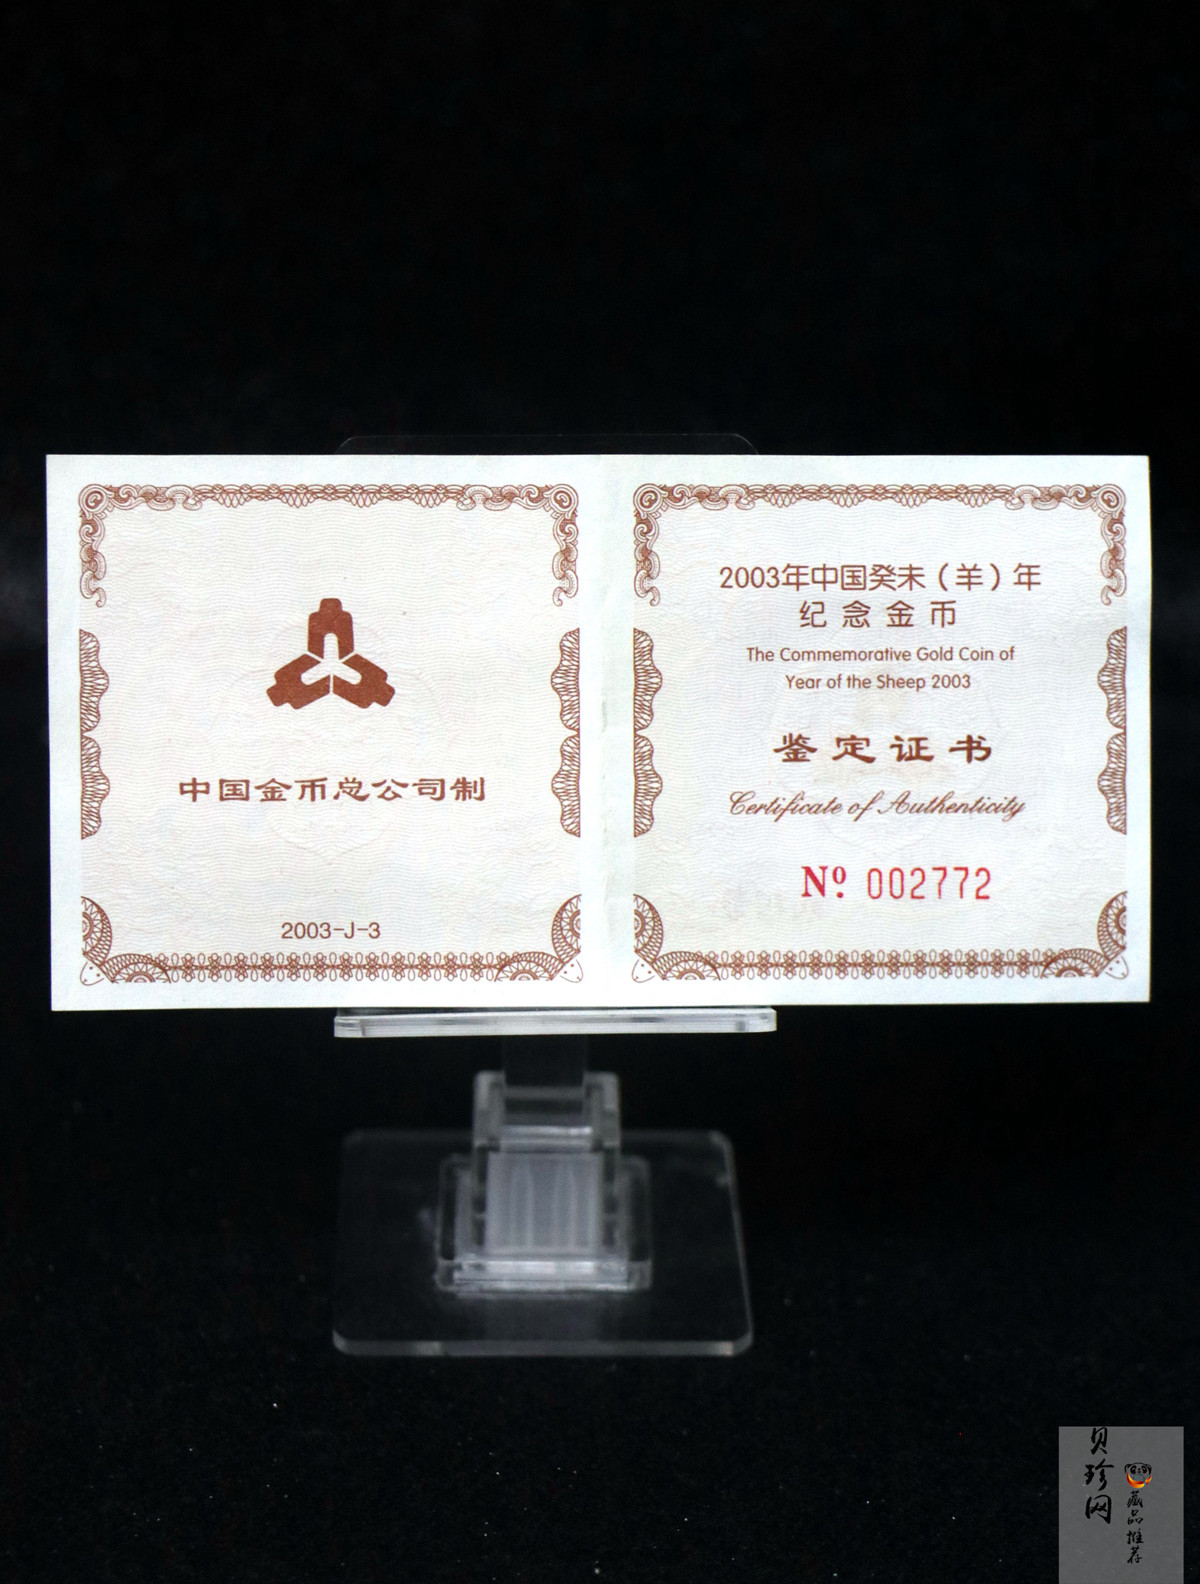 中国金币总公司制
2003-J-3
2003年中国癸未（羊）年
纪念金币
The Commemorative Gold Coin of
Year of the Sheep 2003
鉴定证书
Certificate of Authenticity
Nº 002772
贝珍网
藏品推荐